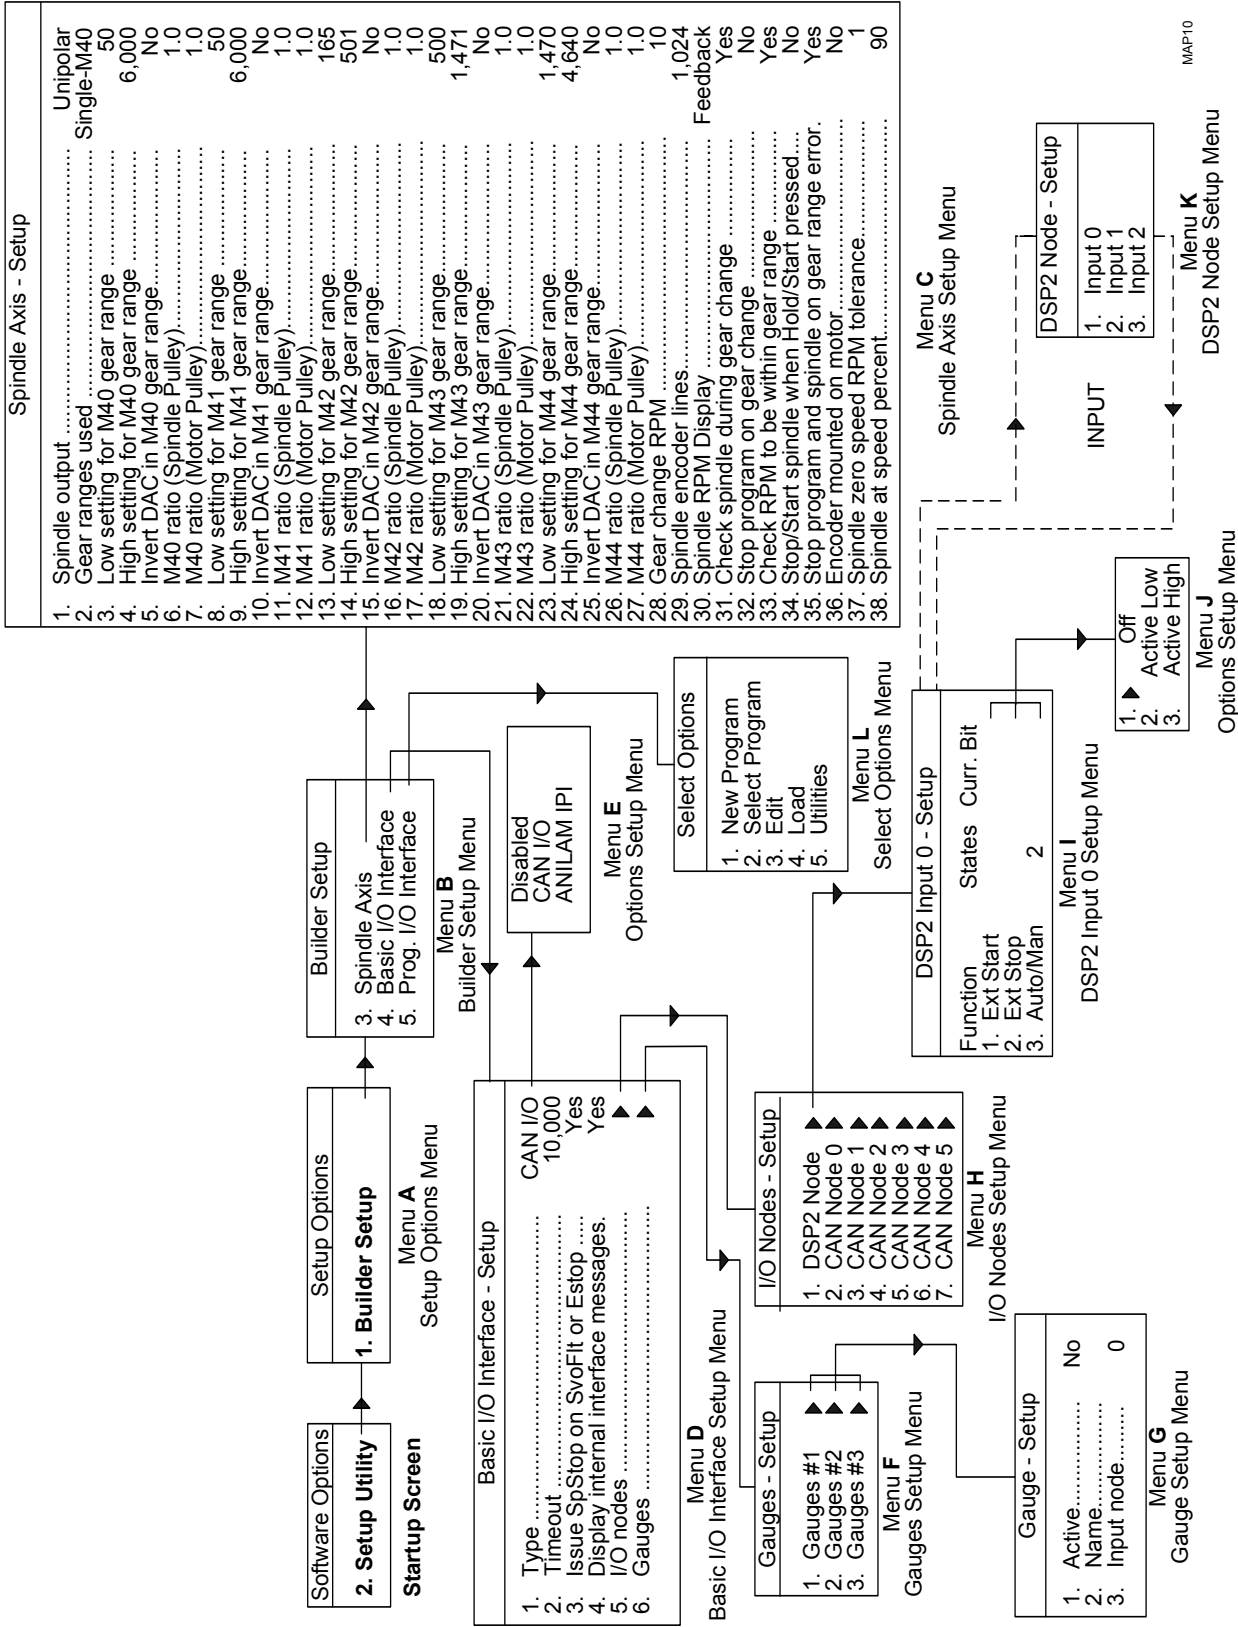 Software Options
2. Setup Utility
Startup Screen
Setup Options
1. Builder Setup
Menu A
Setup Options Menu
Builder Setup
3. Spindle Axis
4. Basic I/O Interface
5. Prog. I/O Interface
Menu B
Builder Setup Menu
Spindle Axis - Setup
1. Spindle output .......... Unipolar
2. Gear ranges used .......... Single-M40
3. Low setting for M40 gear range .......... 50
4. High setting for M40 gear range .......... 6,000
5. Invert DAC in M40 gear range .......... No
6. M40 ratio (Spindle Pulley) .......... 1.0
7. M40 ratio (Motor Pulley) .......... 1.0
8. Low setting for M41 gear range .......... 50
9. High setting for M41 gear range .......... 6,000
10. Invert DAC in M41 gear range .......... No
11. M41 ratio (Spindle Pulley) .......... 1.0
12. M41 ratio (Motor Pulley) .......... 1.0
13. Low setting for M42 gear range .......... 165
14. High setting for M42 gear range .......... 501
15. Invert DAC in M42 gear range .......... No
16. M42 ratio (Spindle Pulley) .......... 1.0
17. M42 ratio (Motor Pulley) .......... 1.0
18. Low setting for M43 gear range .......... 500
19. High setting for M43 gear range .......... 1,471
20. Invert DAC in M43 gear range .......... No
21. M43 ratio (Spindle Pulley) .......... 1.0
22. M43 ratio (Motor Pulley) .......... 1.0
23. Low setting for M44 gear range .......... 1,470
24. High setting for M44 gear range .......... 4,640
25. Invert DAC in M44 gear range .......... No
26. M44 ratio (Spindle Pulley) .......... 1.0
27. M44 ratio (Motor Pulley) .......... 1.0
28. Gear change RPM .......... 10
29. Spindle encoder lines .......... 1,024
30. Spindle RPM Display .......... Feedback
31. Check spindle during gear change .......... Yes
32. Stop program on gear change .......... No
33. Check RPM to be within gear range .......... Yes
34. Stop/Start spindle when Hold/Start pressed .... No
35. Stop program and spindle on gear range error. Yes
36. Encoder mounted on motor .......... No
37. Spindle zero speed RPM tolerance .......... 1
38. Spindle at speed percent .......... 90
Menu C
Spindle Axis Setup Menu
Basic I/O Interface - Setup
1. Type .......... CAN I/O
2. Timeout .......... 10,000
3. Issue SpStop on SvoFlt or Estop .... Yes
4. Display internal interface messages. Yes
5. I/O nodes ..........
6. Gauges ..........
Menu D
Basic I/O Interface Setup Menu
Disabled
CAN I/O
ANILAM IPI
Menu E
Options Setup Menu
Select Options
1. New Program
2. Select Program
3. Edit
4. Load
5. Utilities
Menu L
Select Options Menu
Gauges - Setup
1. Gauges #1
2. Gauges #2
3. Gauges #3
Menu F
Gauges Setup Menu
I/O Nodes - Setup
1. DSP2 Node
2. CAN Node 0
3. CAN Node 1
4. CAN Node 2
5. CAN Node 3
6. CAN Node 4
7. CAN Node 5
Menu H
I/O Nodes Setup Menu
DSP2 Input 0 - Setup
Function States Curr. Bit
1. Ext Start
2. Ext Stop
3. Auto/Man 2
Menu I
DSP2 Input 0 Setup Menu
Gauge - Setup
1. Active .......... No
2. Name ..........
3. Input node .......... 0
Menu G
Gauge Setup Menu
1. Off
2. Active Low
3. Active High
Menu J
Options Setup Menu
INPUT
DSP2 Node - Setup
1. Input 0
2. Input 1
3. Input 2
Menu K
DSP2 Node Setup Menu
MAP10